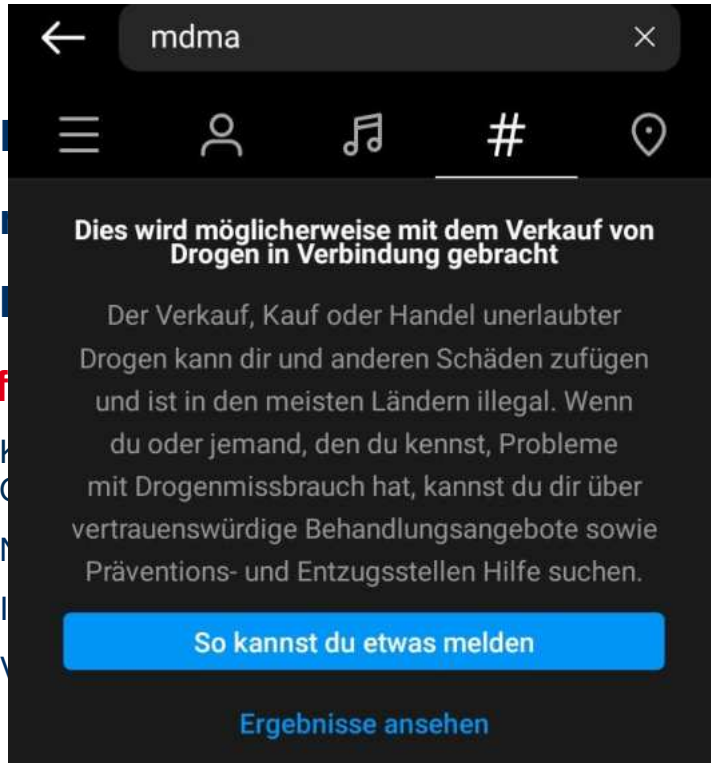 mdma
Dies wird möglicherweise mit dem Verkauf von
Drogen in Verbindung gebracht
Der Verkauf, Kauf oder Handel unerlaubter
Drogen kann dir und anderen Schäden zufügen
und ist in den meisten Ländern illegal. Wenn
du oder jemand, den du kennst, Probleme
mit Drogenmissbrauch hat, kannst du dir über
vertrauenswürdige Behandlungsangebote sowie
Präventions- und Entzugsstellen Hilfe suchen.
So kannst du etwas melden
Ergebnisse ansehen